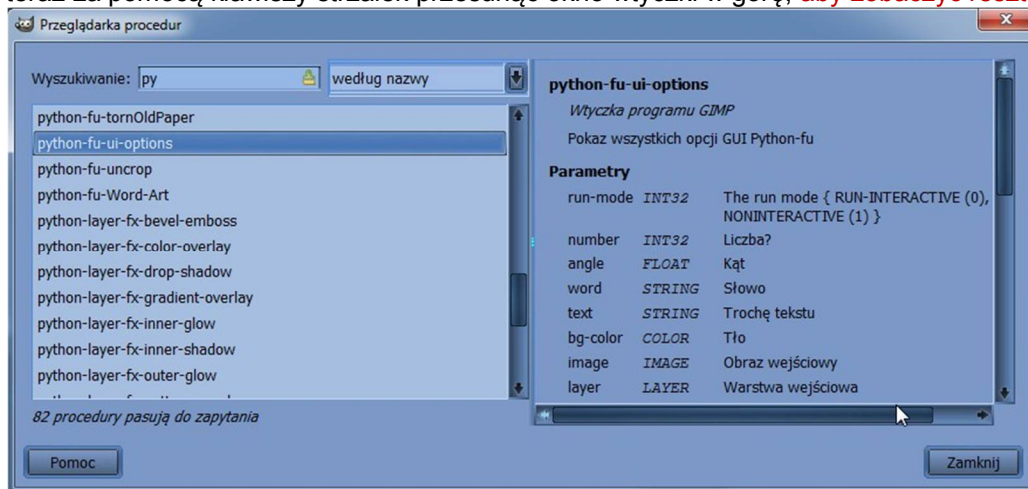 Przeglądarka procedur
Wyszukiwanie: py
według nazwy
python-fu-tornOldPaper
python-fu-ui-options
python-fu-uncrop
python-fu-Word-Art
python-layer-fx-bevel-emboss
python-layer-fx-color-overlay
python-layer-fx-drop-shadow
python-layer-fx-gradient-overlay
python-layer-fx-inner-glow
python-layer-fx-inner-shadow
python-layer-fx-outer-glow
82 procedury pasują do zapytania
python-fu-ui-options
Wtyczka programu GIMP
Pokaz wszystkich opcji GUI Python-fu
Parametry
run-mode INT32 The run mode { RUN-INTERACTIVE (0),
NONINTERACTIVE (1) }
number INT32 Liczba?
angle FLOAT Kąt
word STRING Słowo
text STRING Trochę tekstu
bg-color COLOR Tło
image IMAGE Obraz wejściowy
layer LAYER Warstwa wejściowa
Pomoc
Zamknij